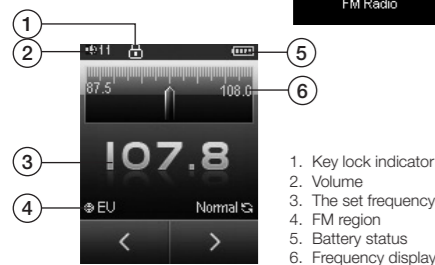 FM Radio
1
2
11
5
87.5
108.0
6
3
107.8
4
EU
Normal
1. Key lock indicator
2. Volume
3. The set frequency
4. FM region
5. Battery status
6. Frequency display